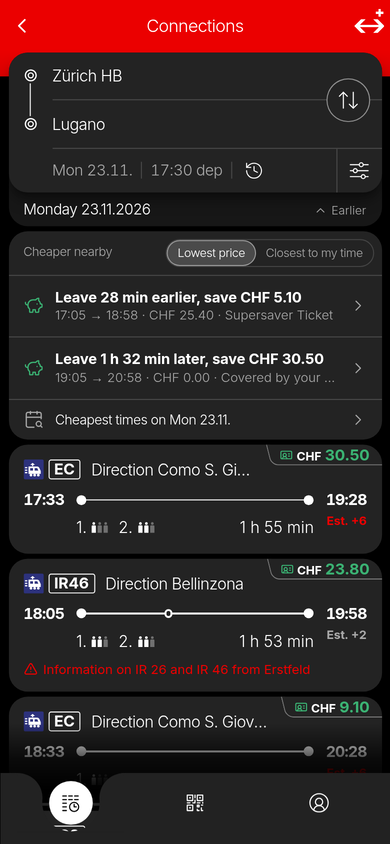 Connections
Zürich HB
Lugano
Mon 23.11. 17:30 dep
Monday 23.11.2026 Earlier
Cheaper nearby Lowest price Closest to my time
Leave 28 min earlier, save CHF 5.10
17:05 → 18:58 · CHF 25.40 · Supersaver Ticket
Leave 1 h 32 min later, save CHF 30.50
19:05 → 20:58 · CHF 0.00 · Covered by your ...
Cheapest times on Mon 23.11.
CHF 30.50
EC Direction Como S. Gi...
17:33 19:28
Est. +6
1. 2. 1 h 55 min
CHF 23.80
IR46 Direction Bellinzona
18:05 19:58
Est. +2
1. 2. 1 h 53 min
Information on IR 26 and IR 46 from Erstfeld
CHF 9.10
EC Direction Como S. Giov...
18:33 20:28